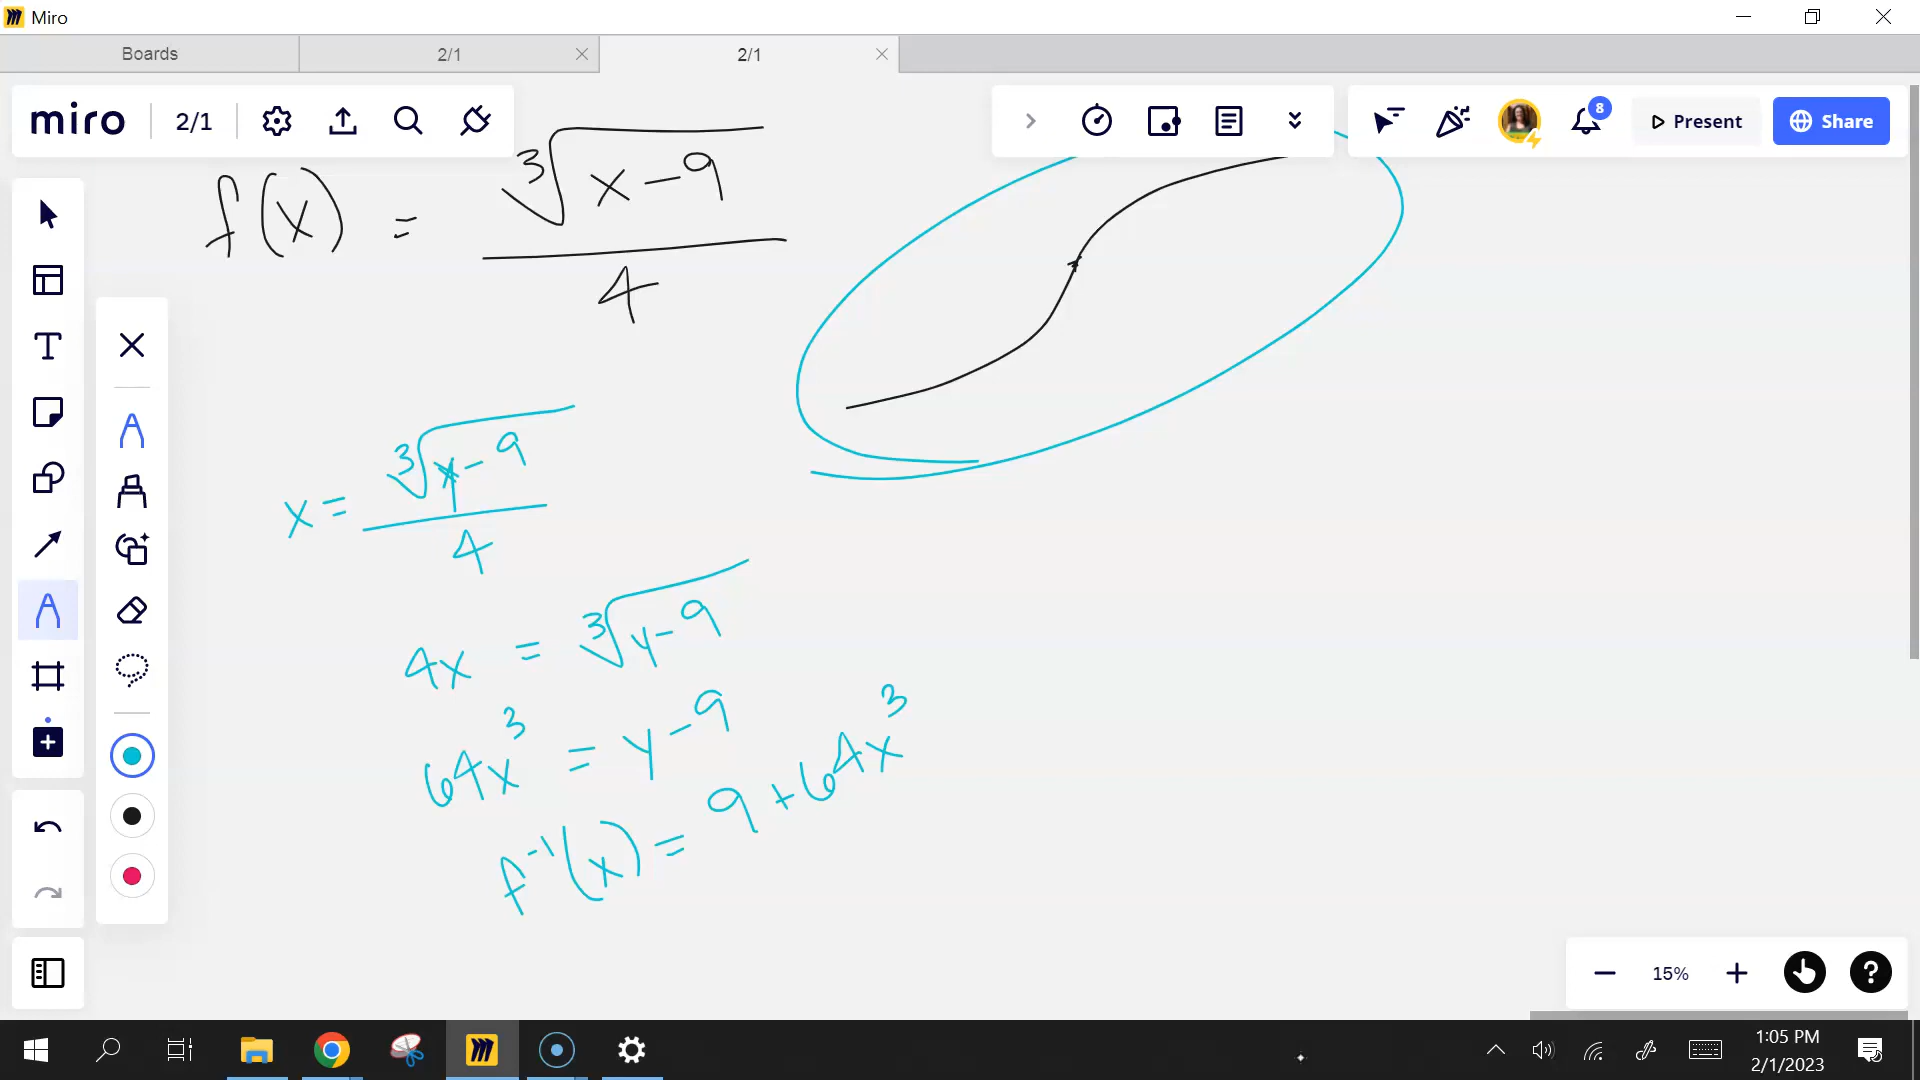 Miro
Boards 2/1 2/1
miro 2/1 8 Present Share
f(x) = ∛(x-9) / 4
x = ∛(y-9) / 4
4x = ∛(y-9)
64x³ = y-9
f⁻¹(x) = 9+64x³
15%
1:05 PM
2/1/2023